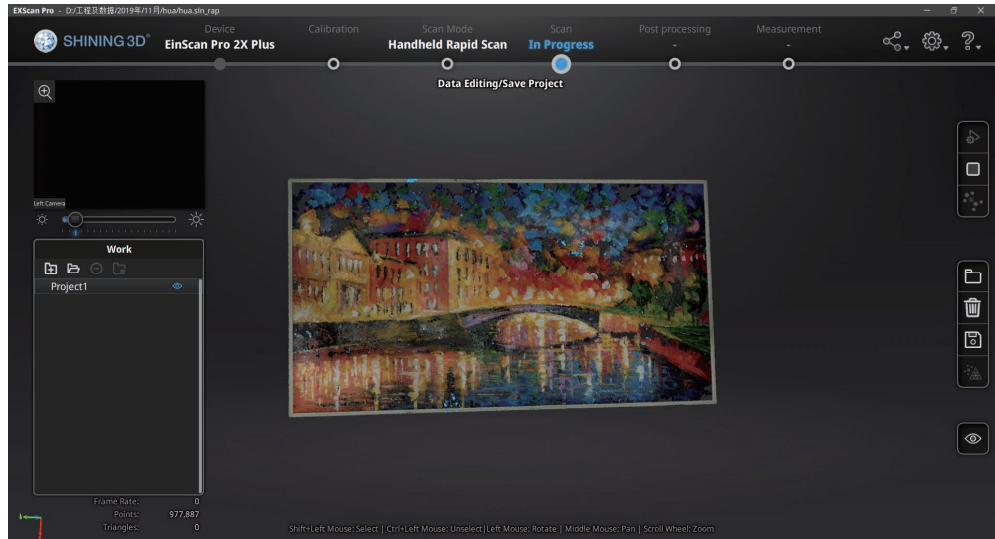 EXScan Pro - D:/工程及数据/2019年/11月/hua/hua.sln_rap
SHINING 3D®
Device
EinScan Pro 2X Plus
Calibration
Scan Mode
Handheld Rapid Scan
Scan
In Progress
Post processing
-
Measurement
-
Data Editing/Save Project
Left Camera
Work
Project1
Frame Rate: 0
Points: 977,887
Triangles: 0
Shift+Left Mouse: Select | Ctrl+Left Mouse: Unselect|Left Mouse: Rotate | Middle Mouse: Pan | Scroll Wheel: Zoom